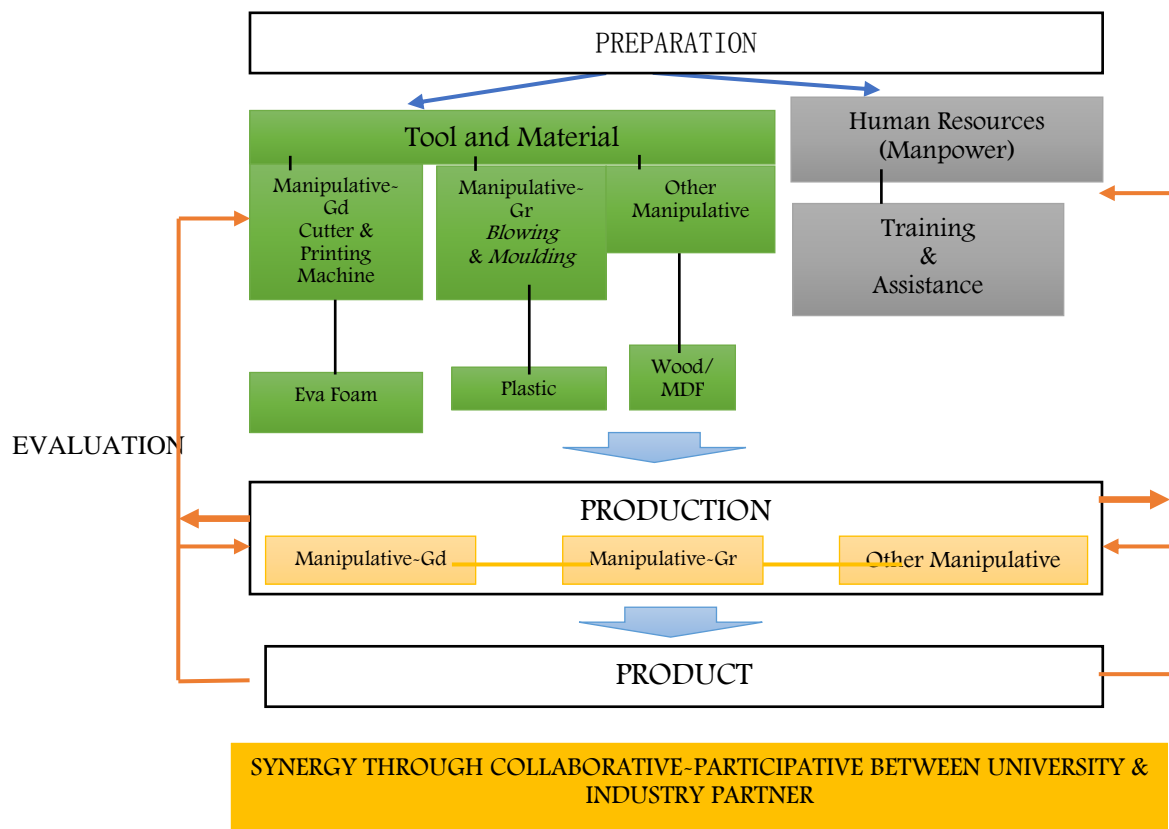 PREPARATION
Tool and Material
Human Resources
(Manpower)
Manipulative-
Gd
Cutter &
Printing
Machine
Manipulative-
Gr
Blowing
& Moulding
Other
Manipulative
Training
&
Assistance
Eva Foam
Plastic
Wood/
MDF
EVALUATION
PRODUCTION
Manipulative-Gd
Manipulative-Gr
Other Manipulative
PRODUCT
SYNERGY THROUGH COLLABORATIVE-PARTICIPATIVE BETWEEN UNIVERSITY &
INDUSTRY PARTNER